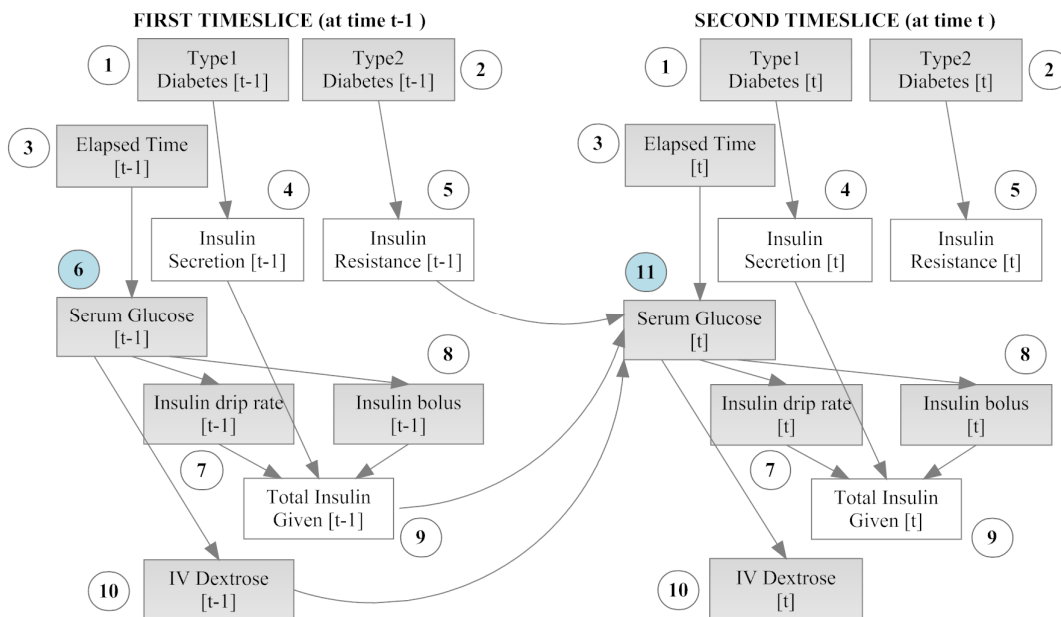 FIRST TIMESLICE (at time t-1 )
1
Type1
Diabetes [t-1]
Type2
Diabetes [t-1]
2
3
Elapsed Time
[t-1]
4
5
Insulin
Secretion [t-1]
Insulin
Resistance [t-1]
6
Serum Glucose
[t-1]
8
Insulin drip rate
[t-1]
Insulin bolus
[t-1]
7
Total Insulin
Given [t-1]
9
10
IV Dextrose
[t-1]
SECOND TIMESLICE (at time t )
1
Type1
Diabetes [t]
Type2
Diabetes [t]
2
3
Elapsed Time
[t]
4
5
Insulin
Secretion [t]
Insulin
Resistance [t]
11
Serum Glucose
[t]
8
Insulin drip rate
[t]
Insulin bolus
[t]
7
Total Insulin
Given [t]
9
10
IV Dextrose
[t]